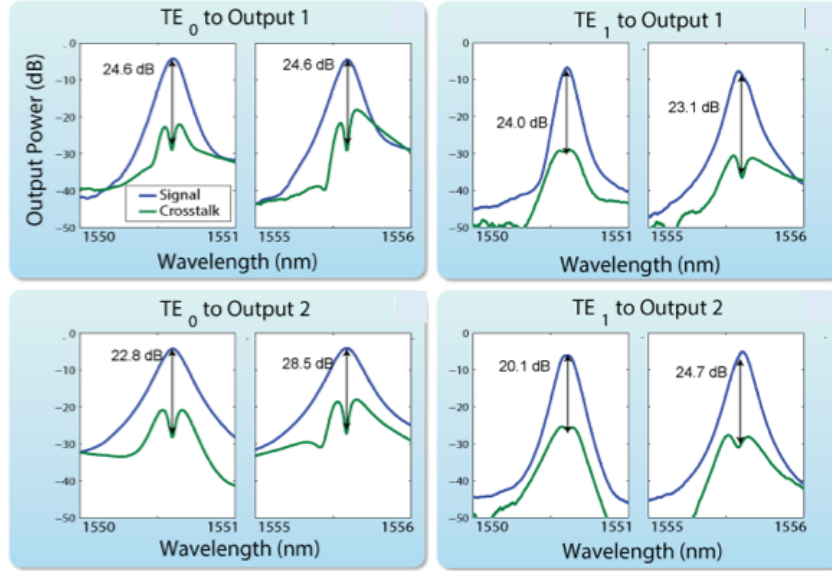 TE 0 to Output 1
TE 1 to Output 1
Output Power (dB)
0
-10
-20
-30
-40
-50
24.6 dB
Signal
Crosstalk
1550
1551
24.6 dB
1555
1556
Wavelength (nm)
0
-10
-20
-30
-40
-50
24.0 dB
1550
1551
23.1 dB
1555
1556
Wavelength (nm)
TE 0 to Output 2
TE 1 to Output 2
0
-10
-20
-30
-40
-50
22.8 dB
1550
1551
28.5 dB
1555
1556
Wavelength (nm)
0
-10
-20
-30
-40
-50
20.1 dB
1550
1551
24.7 dB
1555
1556
Wavelength (nm)